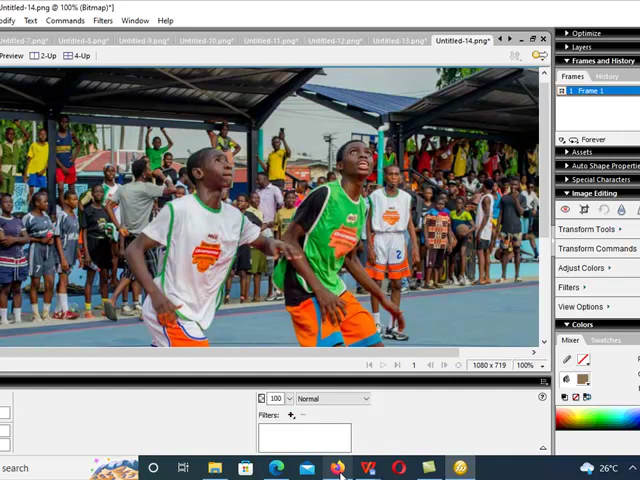 Untitled-14.png @ 100% (Bitmap)*]
odify Text Commands Filters Window Help
Untitled-7.png* Untitled-8.png* Untitled-9.png* Untitled-10.png* Untitled-11.png* Untitled-12.png* Untitled-13.png* Untitled-14.png*
Preview 2-Up 4-Up
Optimize
Layers
Frames and History
Frames History
1 Frame 1
Forever
Assets
Auto Shape Properties
Special Characters
Image Editing
Transform Tools
Transform Commands
Adjust Colors
Filters
View Options
Colors
Mixer Swatches
2
1 1080 x 719 100%
100 Normal
Filters:
search
26°C